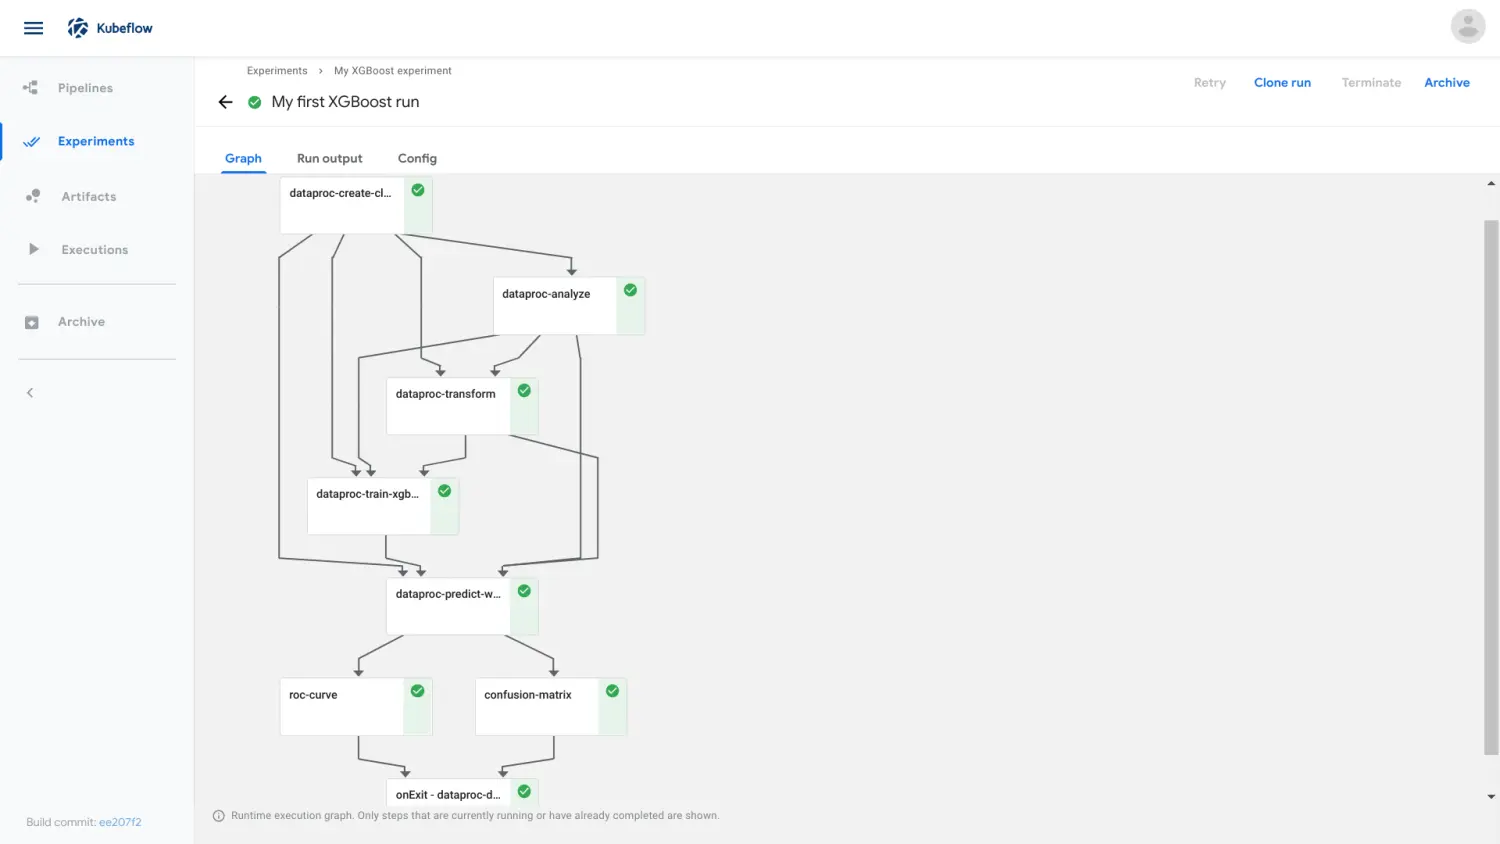 Kubeflow
Experiments › My XGBoost experiment
My first XGBoost run
Retry
Clone run
Terminate
Archive
Pipelines
Experiments
Artifacts
Executions
Archive
Build commit: ee207f2
Graph
Run output
Config
dataproc-create-cl...
dataproc-analyze
dataproc-transform
dataproc-train-xgb...
dataproc-predict-w...
roc-curve
confusion-matrix
onExit - dataproc-d...
Runtime execution graph. Only steps that are currently running or have already completed are shown.